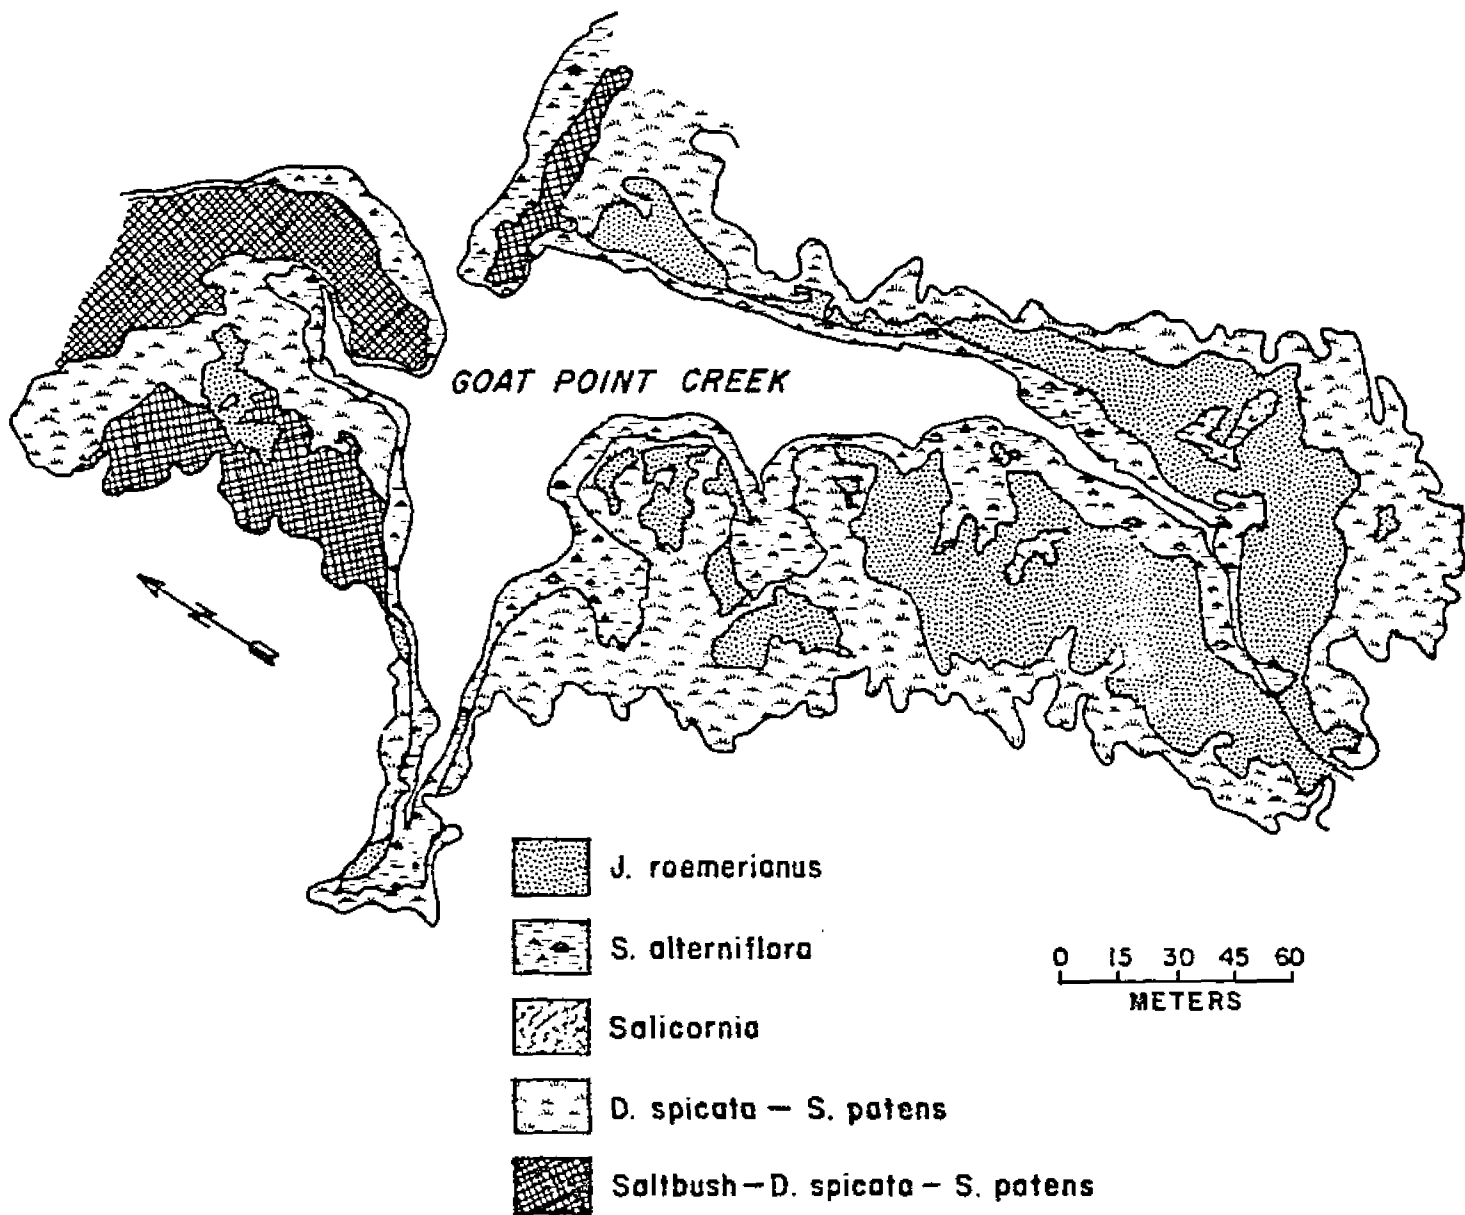 GOAT POINT CREEK
N
J. roemerianus
S. alterniflora
Salicornia
D. spicata – S. patens
Saltbush – D. spicata – S. patens
0 15 30 45 60
METERS